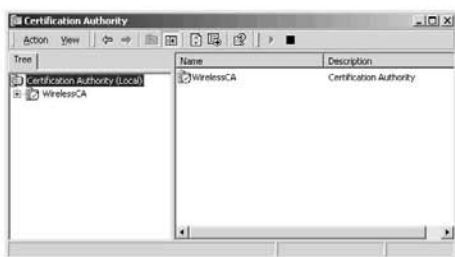 Certification Authority
Action View
Tree
Name Description
Certification Authority (Local)
WirelessCA
WirelessCA Certification Authority